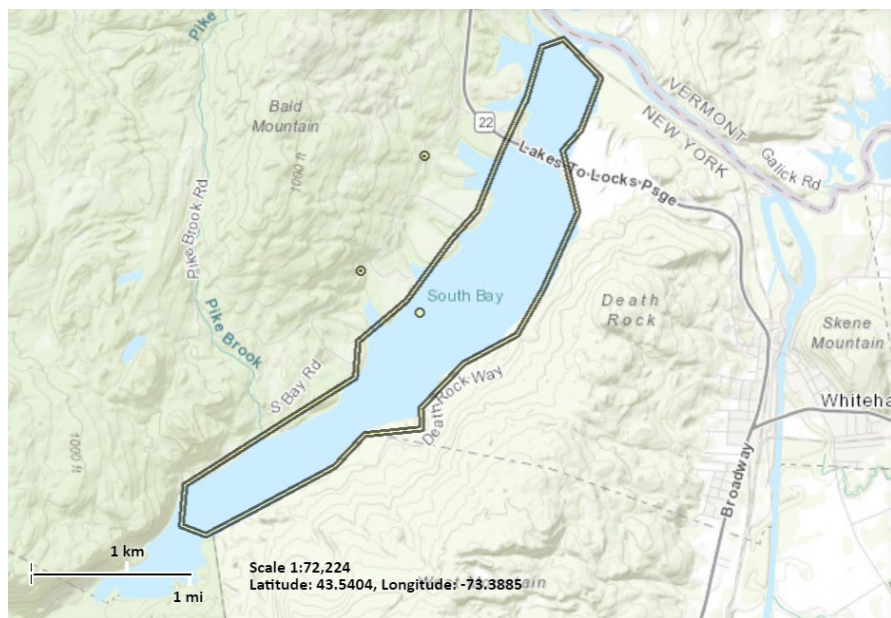 Pike
VERMONT
Bald
Mountain
22
NEW YORK
Galick Rd
Lakes To Locks Psge
1000 ft
Pike Brook Rd
South Bay
Death
Rock
Pike Brook
Skene
Mountain
S Bay Rd
Death Rock Way
Whiteha
1000 ft
Broadway
1 km
1 mi
Scale 1:72,224
Latitude: 43.5404, Longitude: -73.3885
West Mountain